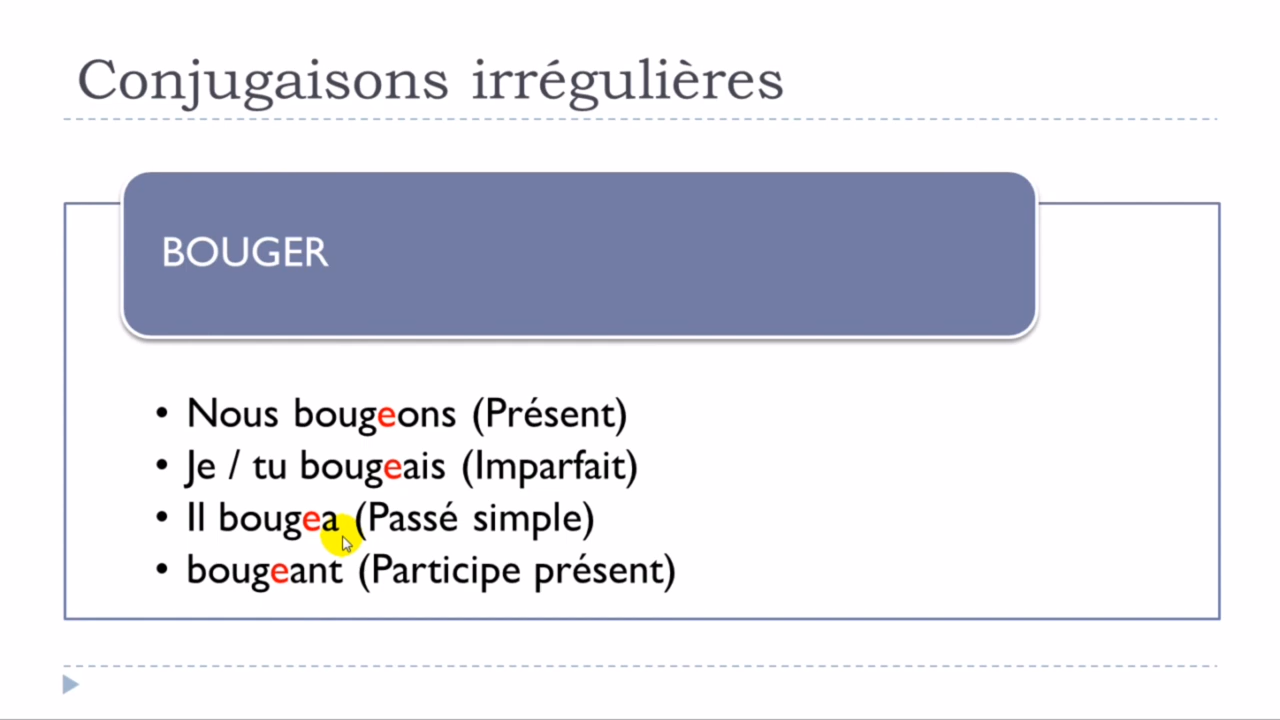 Conjugaisons irrégulières
BOUGER
• Nous bougeons (Présent)
• Je / tu bougeais (Imparfait)
• Il bougea (Passé simple)
• bougeant (Participe présent)